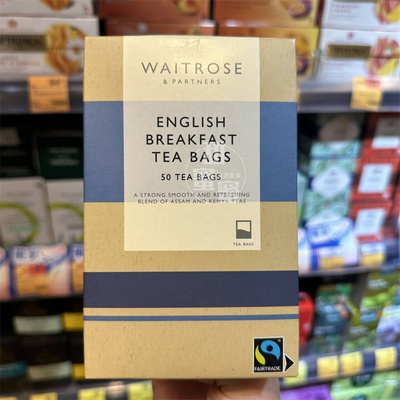 WAITROSE
& PARTNERS
ENGLISH
BREAKFAST
TEA BAGS
50 TEA BAGS
A STRONG SMOOTH AND REFRESHING
BLEND OF ASSAM AND KENYA TEAS
TEA BAGS
FAIRTRADE